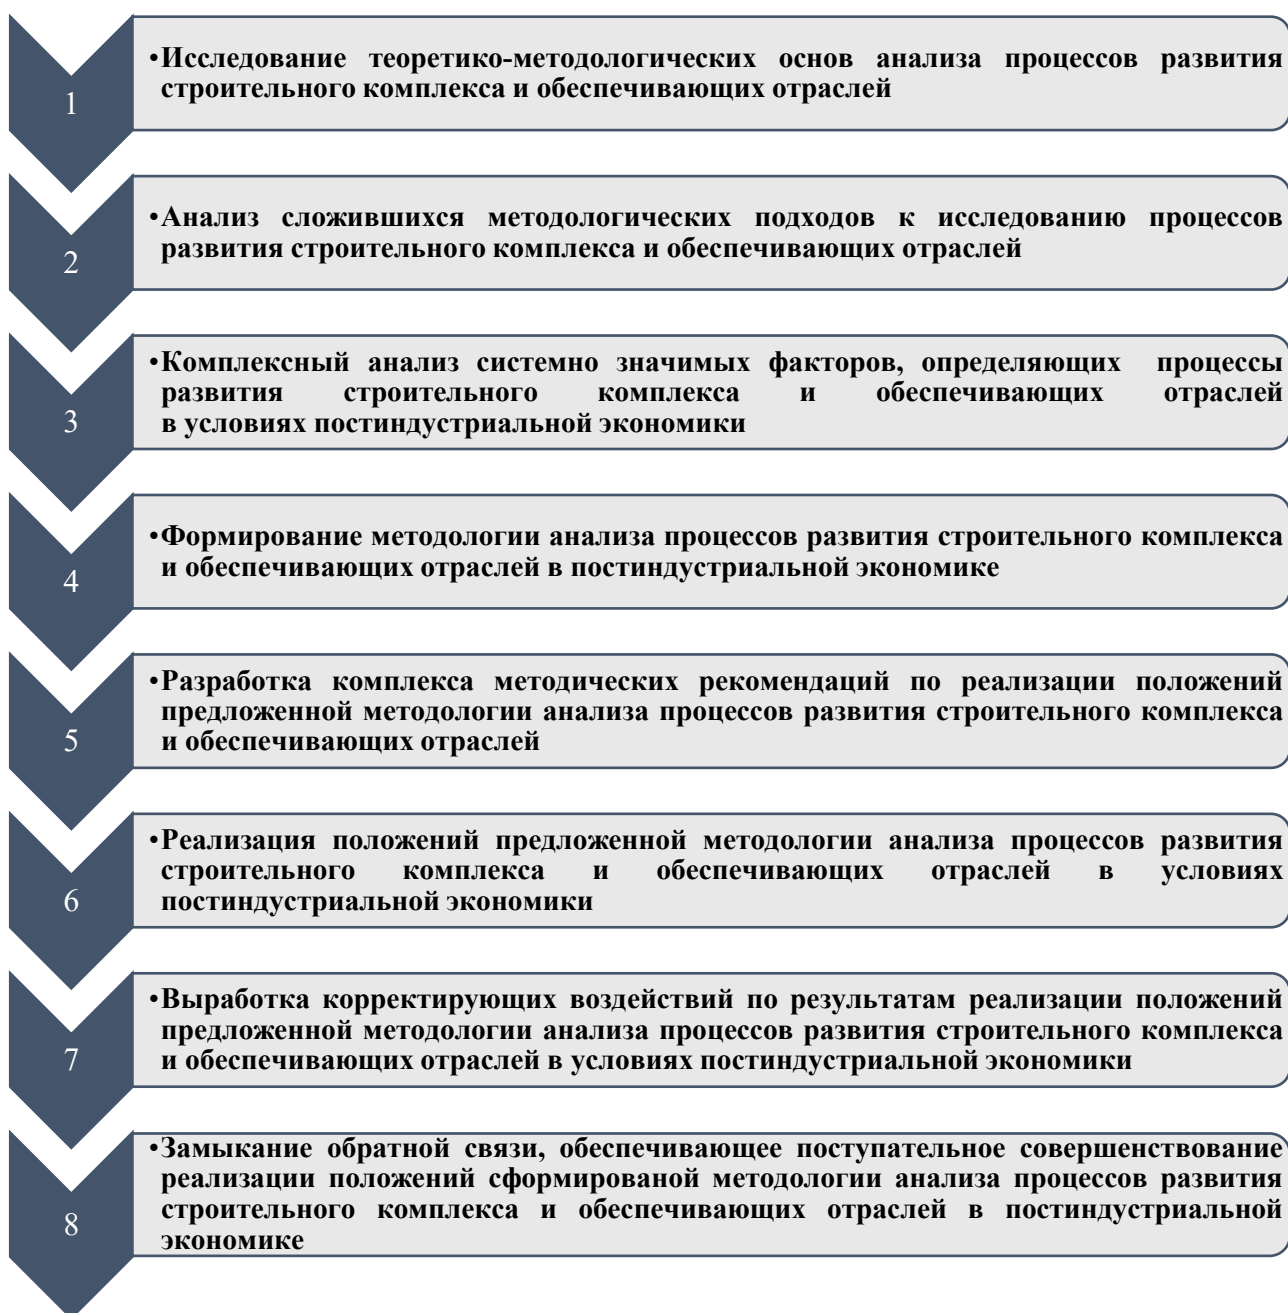 1
•Исследование теоретико-методологических основ анализа процессов развития
строительного комплекса и обеспечивающих отраслей
2
•Анализ сложившихся методологических подходов к исследованию процессов
развития строительного комплекса и обеспечивающих отраслей
3
•Комплексный анализ системно значимых факторов, определяющих процессы
развития строительного комплекса и обеспечивающих отраслей
в условиях постиндустриальной экономики
4
•Формирование методологии анализа процессов развития строительного комплекса
и обеспечивающих отраслей в постиндустриальной экономике
5
•Разработка комплекса методических рекомендаций по реализации положений
предложенной методологии анализа процессов развития строительного комплекса
и обеспечивающих отраслей
6
•Реализация положений предложенной методологии анализа процессов развития
строительного комплекса и обеспечивающих отраслей в условиях
постиндустриальной экономики
7
•Выработка корректирующих воздействий по результатам реализации положений
предложенной методологии анализа процессов развития строительного комплекса
и обеспечивающих отраслей в условиях постиндустриальной экономики
8
•Замыкание обратной связи, обеспечивающее поступательное совершенствование
реализации положений сформированой методологии анализа процессов развития
строительного комплекса и обеспечивающих отраслей в постиндустриальной
экономике